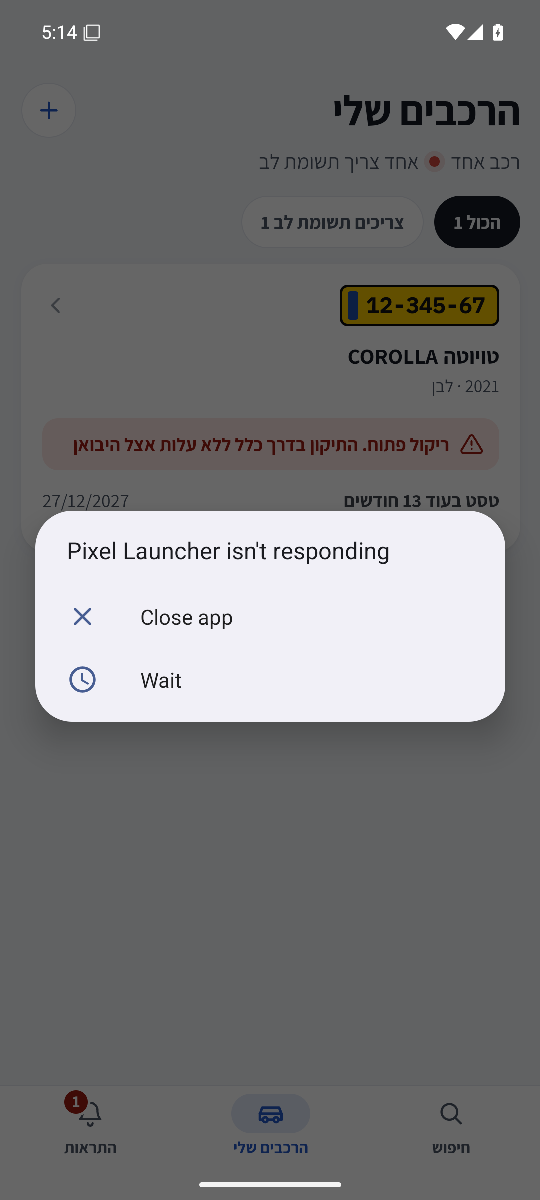 5:14
הרכבים שלי
רכב אחד אחד צריך תשומת לב
הכול 1
צריכים תשומת לב 1
12-345-67
טויוטה COROLLA
2021 · לבן
ריקול פתוח. התיקון בדרך כלל ללא עלות אצל היבואן
טסט בעוד 13 חודשים
27/12/2027
Pixel Launcher isn't responding
Close app
Wait
חיפוש
הרכבים שלי
1
התראות